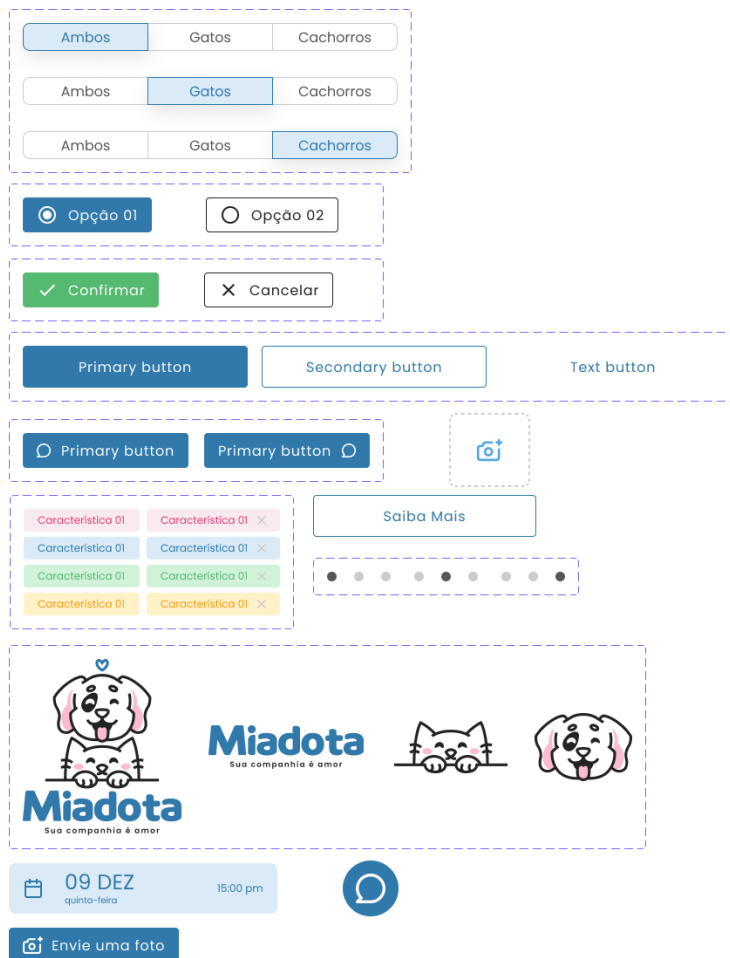 Ambos Gatos Cachorros
Ambos Gatos Cachorros
Ambos Gatos Cachorros
Opção 01 Opção 02
Confirmar Cancelar
Primary button Secondary button Text button
Primary button Primary button
Característica 01 Característica 01
Característica 01 Característica 01
Característica 01 Característica 01
Característica 01 Característica 01
Saiba Mais
Miadota
Sua companhia é amor
Miadota
Sua companhia é amor
09 DEZ
quinta-feira
15:00 pm
Envie uma foto